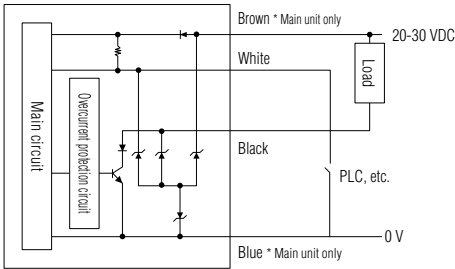 Brown * Main unit only
20-30 VDC
White
Load
Main circuit
Overcurrent protection circuit
Black
PLC, etc.
0 V
Blue * Main unit only